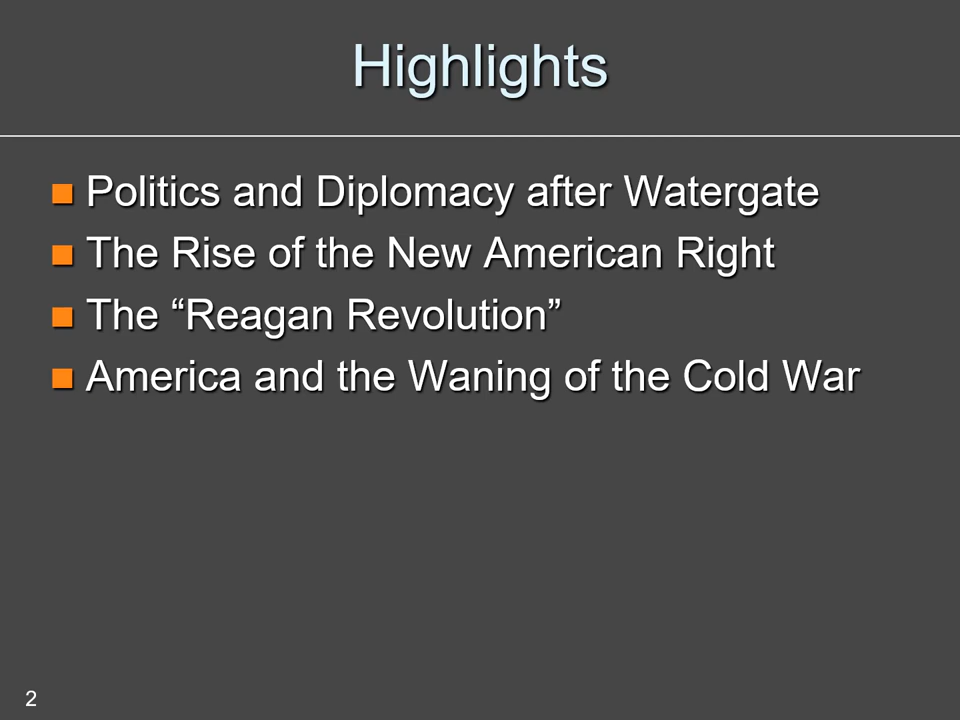 Highlights
Politics and Diplomacy after Watergate
The Rise of the New American Right
The “Reagan Revolution”
America and the Waning of the Cold War
2